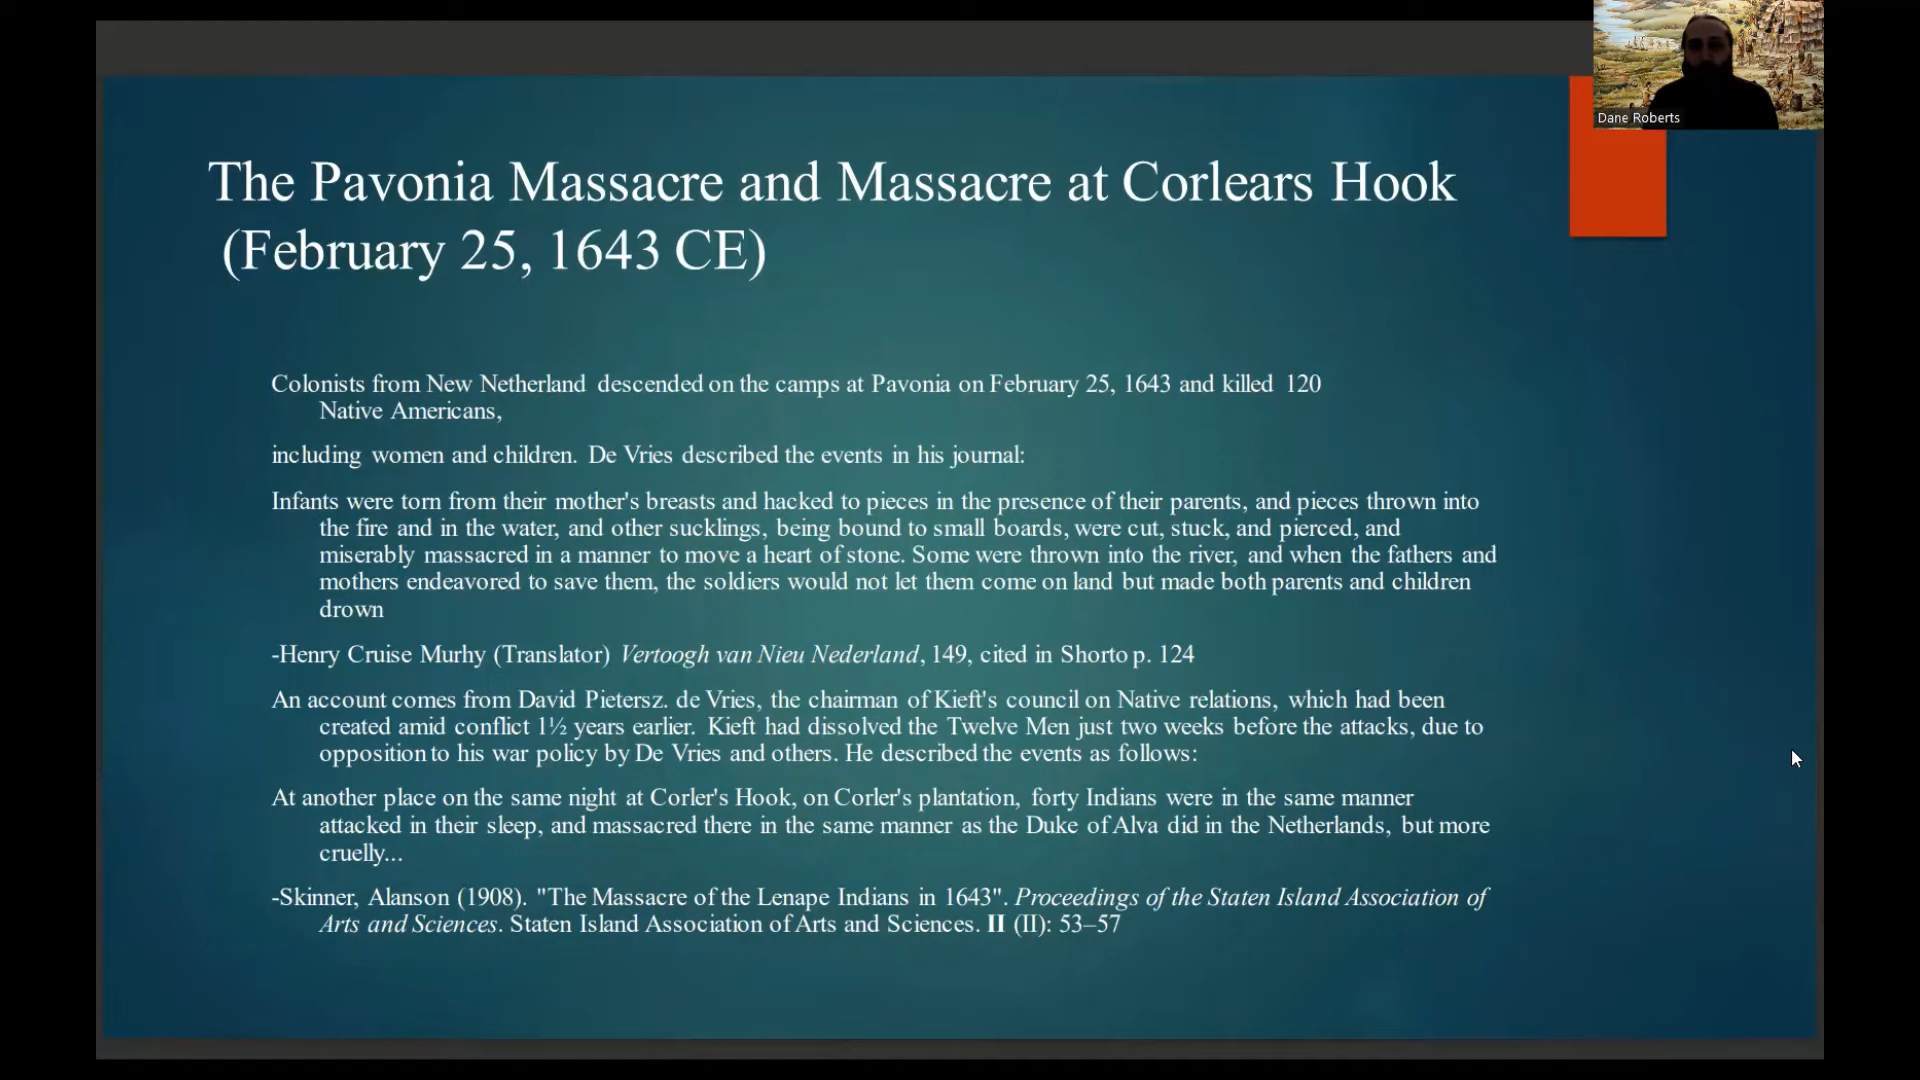 Dane Roberts
The Pavonia Massacre and Massacre at Corlears Hook
(February 25, 1643 CE)
Colonists from New Netherland descended on the camps at Pavonia on February 25, 1643 and killed 120
Native Americans,
including women and children. De Vries described the events in his journal:
Infants were torn from their mother's breasts and hacked to pieces in the presence of their parents, and pieces thrown into
the fire and in the water, and other sucklings, being bound to small boards, were cut, stuck, and pierced, and
miserably massacred in a manner to move a heart of stone. Some were thrown into the river, and when the fathers and
mothers endeavored to save them, the soldiers would not let them come on land but made both parents and children
drown
-Henry Cruise Murhy (Translator) Vertoogh van Nieu Nederland, 149, cited in Shorto p. 124
An account comes from David Pietersz. de Vries, the chairman of Kieft's council on Native relations, which had been
created amid conflict 1½ years earlier. Kieft had dissolved the Twelve Men just two weeks before the attacks, due to
opposition to his war policy by De Vries and others. He described the events as follows:
At another place on the same night at Corler's Hook, on Corler's plantation, forty Indians were in the same manner
attacked in their sleep, and massacred there in the same manner as the Duke of Alva did in the Netherlands, but more
cruelly...
-Skinner, Alanson (1908). "The Massacre of the Lenape Indians in 1643". Proceedings of the Staten Island Association of
Arts and Sciences. Staten Island Association of Arts and Sciences. II (II): 53–57